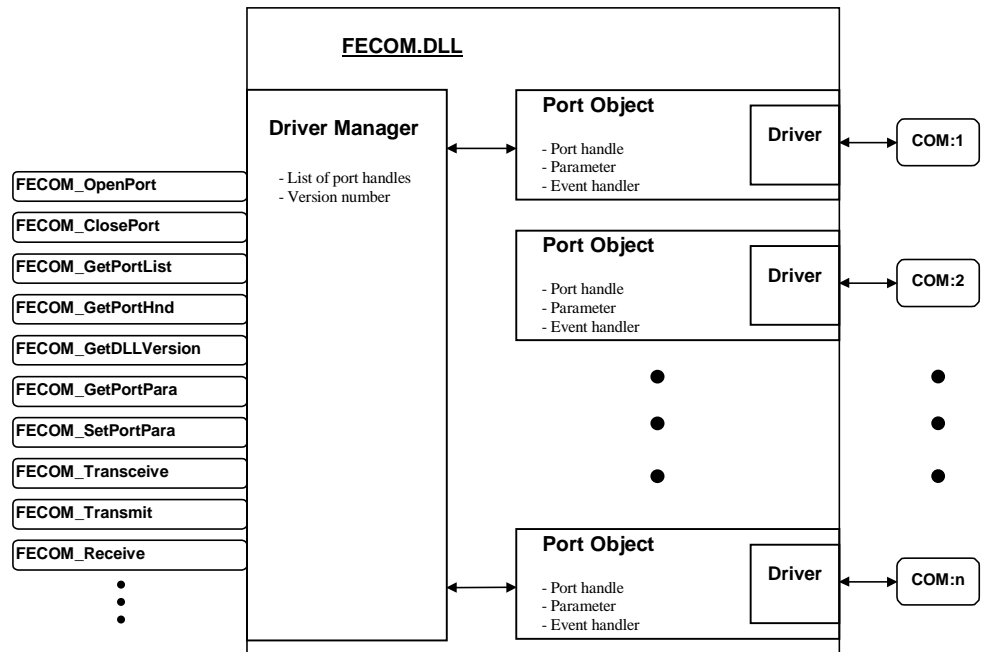 FECOM.DLL
Driver Manager
- List of port handles
- Version number
FECOM_OpenPort
FECOM_ClosePort
FECOM_GetPortList
FECOM_GetPortHnd
FECOM_GetDLLVersion
FECOM_GetPortPara
FECOM_SetPortPara
FECOM_Transceive
FECOM_Transmit
FECOM_Receive
Port Object
- Port handle
- Parameter
- Event handler
Driver
COM:1
Port Object
- Port handle
- Parameter
- Event handler
Driver
COM:2
Port Object
- Port handle
- Parameter
- Event handler
Driver
COM:n